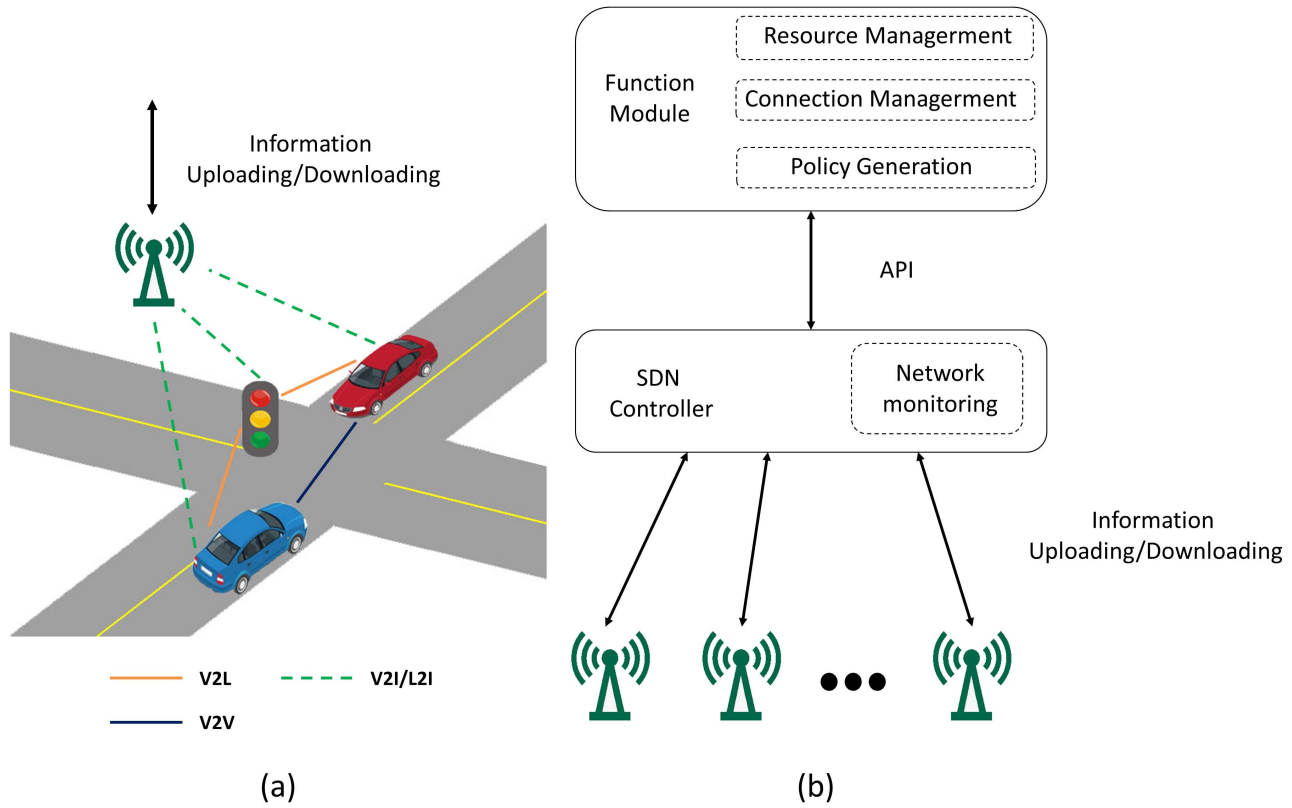 Information
Uploading/Downloading
V2L
V2I/L2I
V2V
(a)
Function
Module
Resource Managerment
Connection Managerment
Policy Generation
API
SDN
Controller
Network
monitoring
Information
Uploading/Downloading
(b)